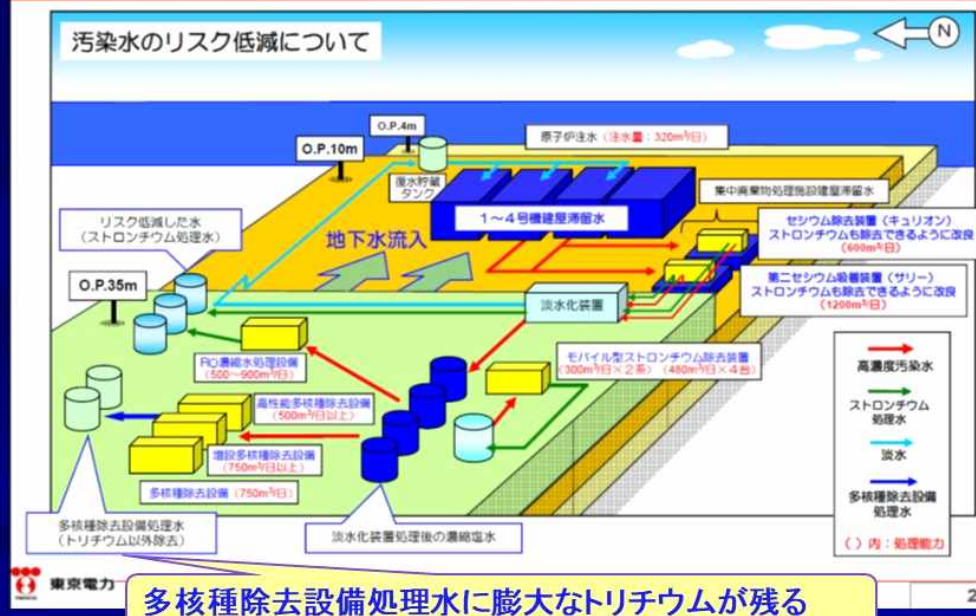 汚染水のリスク低減について
N
O.P.4m
O.P.10m
原子炉注水（注水量：320m³/日）
復水貯蔵
タンク
集中廃棄物処理施設建屋滞留水
1～4号機建屋滞留水
リスク低減した水
（ストロンチウム処理水）
地下水流入
セシウム除去装置（キュリオン）
ストロンチウムも除去できるように改良
（600m³/日）
O.P.35m
第二セシウム吸着装置（サリー）
ストロンチウムも除去できるように改良
（1200m³/日）
淡水化装置
RO濃縮水処理設備
（500～900m³/日）
モバイル型ストロンチウム除去装置
（300m³/日×2系）（480m³/日×4台）
高濃度汚染水
高性能多核種除去設備
（500m³/日以上）
ストロンチウム
処理水
増設多核種除去設備
（750m³/日以上）
淡水
多核種除去設備（750m³/日）
多核種除去設備
処理水
多核種除去設備処理水
（トリチウム以外除去）
淡水化装置処理後の濃縮塩水
（ ）内：処理能力
東京電力
多核種除去設備処理水に膨大なトリチウムが残る